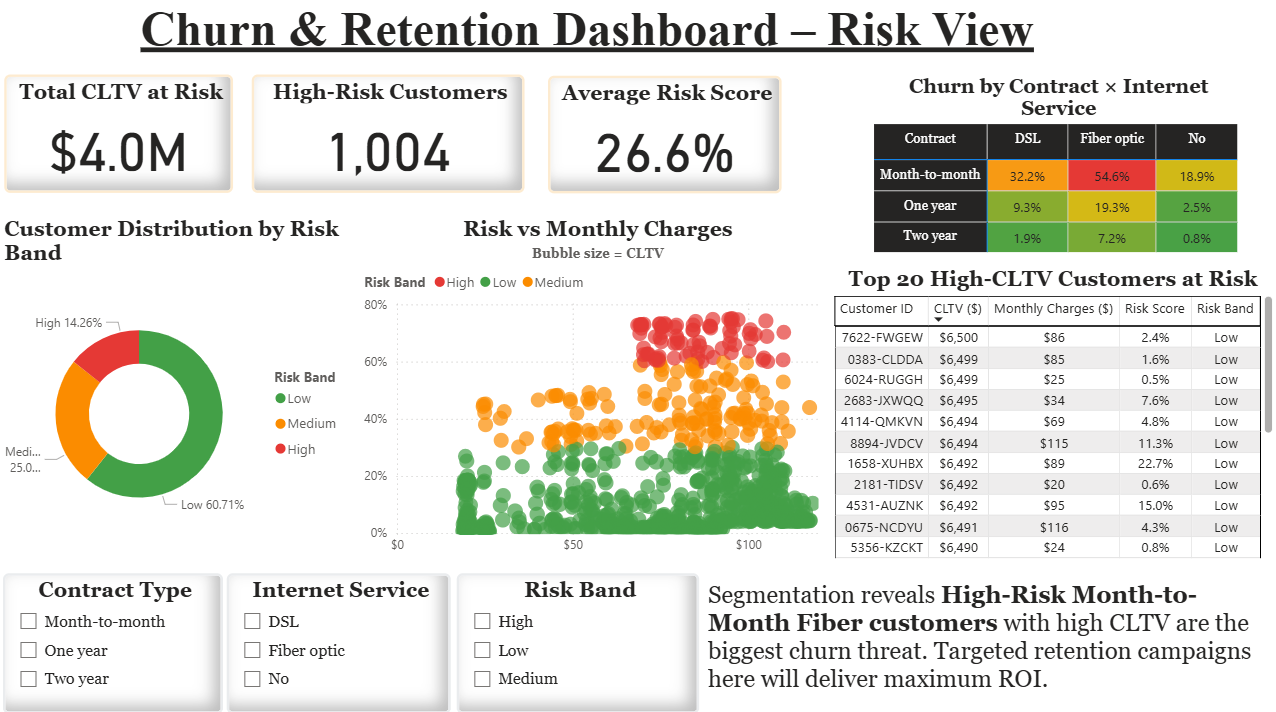 Churn & Retention Dashboard – Risk View
Total CLTV at Risk
$4.0M
High-Risk Customers
1,004
Average Risk Score
26.6%
Churn by Contract × Internet
Service
Contract DSL Fiber optic No
Month-to-month 32.2% 54.6% 18.9%
One year 9.3% 19.3% 2.5%
Two year 1.9% 7.2% 0.8%
Customer Distribution by Risk
Band
High 14.26%
Medi...
25.0...
Low 60.71%
Risk Band
Low
Medium
High
Risk vs Monthly Charges
Bubble size = CLTV
Risk Band High Low Medium
80%
60%
40%
20%
0%
$0 $50 $100
Top 20 High-CLTV Customers at Risk
Customer ID CLTV ($) Monthly Charges ($) Risk Score Risk Band
7622-FWGEW $6,500 $86 2.4% Low
0383-CLDDA $6,499 $85 1.6% Low
6024-RUGGH $6,499 $25 0.5% Low
2683-JXWQQ $6,495 $34 7.6% Low
4114-QMKVN $6,494 $69 4.8% Low
8894-JVDCV $6,494 $115 11.3% Low
1658-XUHBX $6,492 $89 22.7% Low
2181-TIDSV $6,492 $20 0.6% Low
4531-AUZNK $6,492 $95 15.0% Low
0675-NCDYU $6,491 $116 4.3% Low
5356-KZCKT $6,490 $24 0.8% Low
Contract Type
Month-to-month
One year
Two year
Internet Service
DSL
Fiber optic
No
Risk Band
High
Low
Medium
Segmentation reveals High-Risk Month-to-
Month Fiber customers with high CLTV are the
biggest churn threat. Targeted retention campaigns
here will deliver maximum ROI.